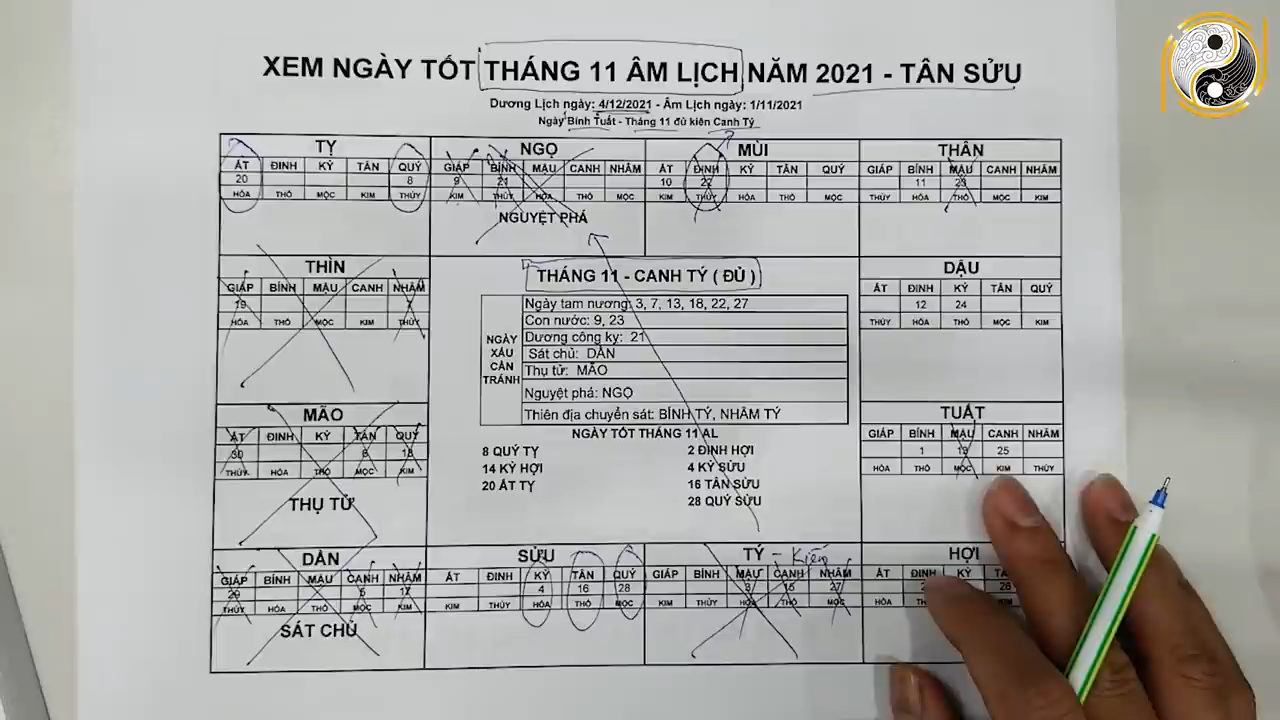 XEM NGÀY TỐT THÁNG 11 ÂM LỊCH NĂM 2021 - TÂN SỬU
Dương Lịch ngày: 4/12/2021 - Âm Lịch ngày: 1/11/2021
Ngày Bính Tuất - Tháng 11 đủ kiên Canh Tý
TỴ NGỌ MÙI THÂN
ÁT ĐINH KỶ TÂN QUÝ GIÁP BÍNH MẬU CANH NHÂM ÁT ĐỊNH KỶ TÂN QUÝ GIÁP BÍNH MẬU CANH NHÂM
20 8 9 21 10 22 11 23
HỎA THỔ MỘC KIM THỦY KIM THỦY HỎA THỔ MỘC KIM THỦY HỎA THỔ MỘC THỦY HỎA THỔ MỘC KIM
NGUYỆT PHÁ
THÌN THÁNG 11 - CANH TÝ ( ĐỦ ) DẬU
GIÁP BÍNH MẬU CANH NHÂM ÁT ĐINH KỶ TÂN QUÝ
19 7 12 24
HỎA THỔ MỘC KIM THỦY THỦY HỎA THỔ MỘC KIM
NGÀY XẤU CẦN TRÁNH
Ngày tam nương: 3, 7, 13, 18, 22, 27
Con nước: 9, 23
Dương công kỵ: 21
Sát chủ: DẦN
Thụ tử: MÃO
Nguyệt phá: NGỌ
Thiên địa chuyển sát: BÍNH TÝ, NHÂM TÝ
MÃO TUẤT
ÁT ĐINH KỶ TÂN QUÝ GIÁP BÍNH MẬU CANH NHÂM
30 6 18 1 13 25
THỦY HỎA THỔ MỘC KIM HỎA THỔ MỘC KIM THỦY
THỤ TỬ
NGÀY TỐT THÁNG 11 AL
8 QUÝ TỴ 2 ĐINH HỢI
14 KỶ HỢI 4 KỶ SỬU
20 ÁT TỴ 16 TÂN SỬU
28 QUÝ SỬU
DẦN SỬU TÝ - Kiến HỢI
GIÁP BÍNH MẬU CANH NHÂM ÁT ĐINH KỶ TÂN QUÝ GIÁP BÍNH MẬU CANH NHÂM ÁT ĐINH KỶ
29 5 17 4 16 28 3 15 27 26
THỦY HỎA THỔ MỘC KIM KIM THỦY HỎA THỔ MỘC KIM THỦY HỎA THỔ MỘC HỎA
SÁT CHỦ